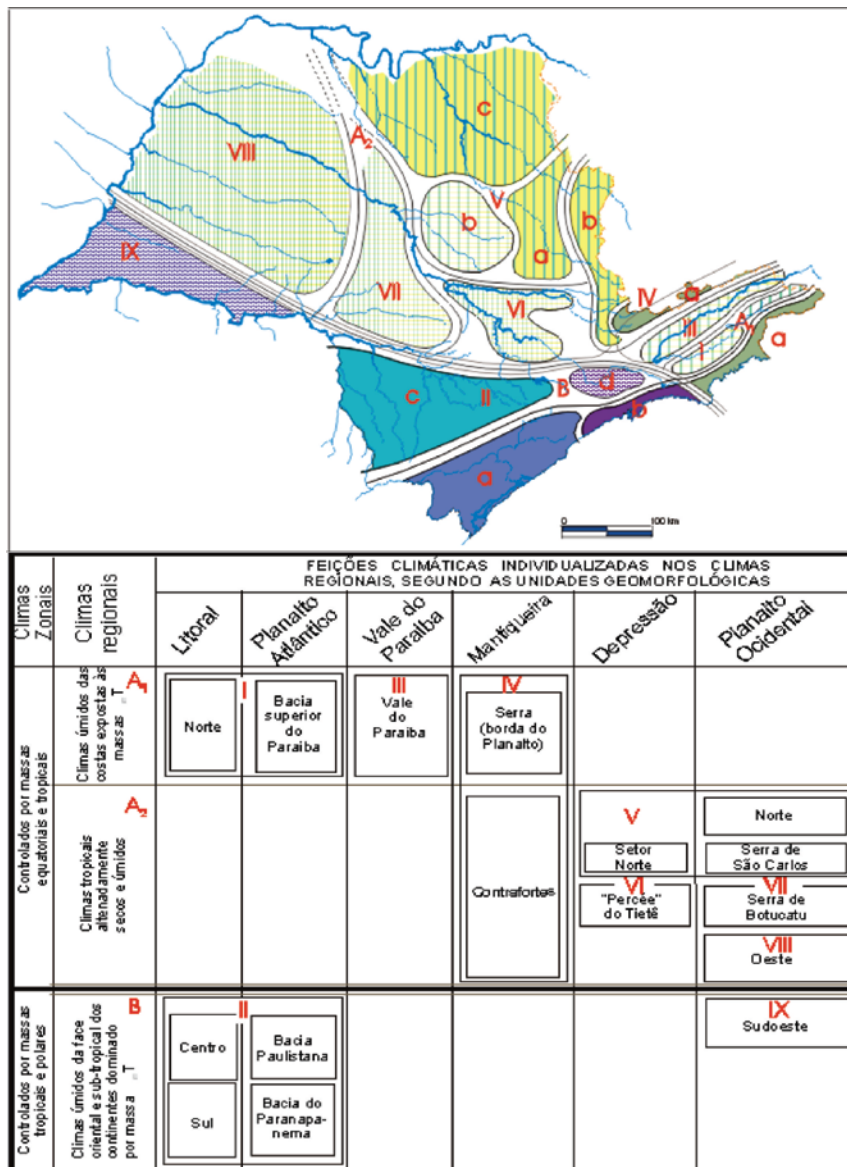 c
A2
VIII
V
b
b
a
IX
IV
a
VI
VII
III
A1
I
a
d
B
b
c
II
a
0
100 km
FEIÇÕES CLIMÁTICAS INDIVIDUALIZADAS NOS CLIMAS
REGIONAIS, SEGUNDO AS UNIDADES GEOMORFOLÓGICAS
Climas
Zonais
Climas
regionais
Litoral
Planalto
Atlântico
Vale do
Paraiba
Mantiqueira
Depressão
Planalto
Ocidental
Controlados por massas
equatoriais e tropicais
Climas úmidos das
costas expostas às
massas T
A1
I
Norte
Bacia
superior
do
Paraiba
III
Vale
do
Paraiba
IV
Serra
(borda do
Planalto)
Climas tropicais
altenadamente
secos e úmidos
A2
Contrafortes
V
Setor
Norte
VI
"Percée"
do Tietê
Norte
Serra de
São Carlos
VII
Serra de
Botucatu
VIII
Oeste
Controlados por massas
tropicais e polares
Climas úmidos da face
oriental e sub-tropical dos
continentes dominado
por massa T
B
II
Centro
Bacia
Paulistana
Sul
Bacia do
Paranapa-
nema
IX
Sudoeste